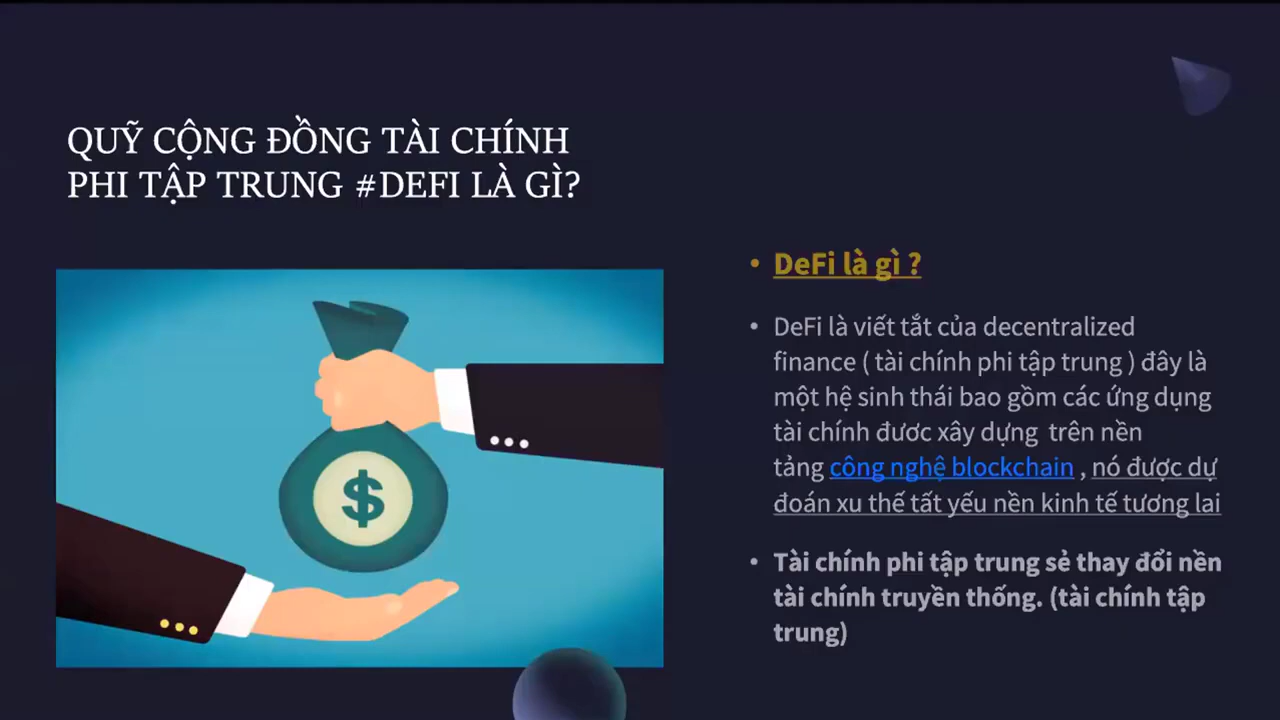 QUỸ CỘNG ĐỒNG TÀI CHÍNH
PHI TẬP TRUNG #DEFI LÀ GÌ?
• DeFi là gì ?
• DeFi là viết tắt của decentralized
finance ( tài chính phi tập trung ) đây là
một hệ sinh thái bao gồm các ứng dụng
tài chính đươc xây dựng trên nền
tảng công nghệ blockchain , nó được dự
đoán xu thế tất yếu nền kinh tế tương lai
• Tài chính phi tập trung sẻ thay đổi nền
tài chính truyền thống. (tài chính tập
trung)
$